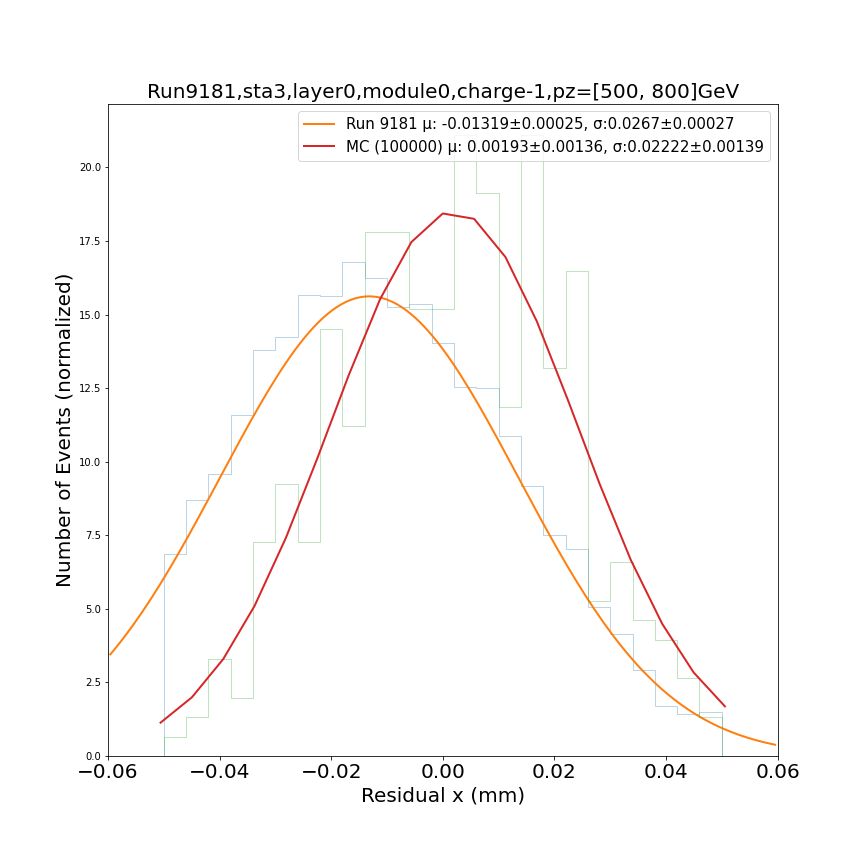 Run9181,sta3,layer0,module0,charge-1,pz=[500, 800]GeV
Run 9181 μ: -0.01319±0.00025, σ:0.0267±0.00027
MC (100000) μ: 0.00193±0.00136, σ:0.02222±0.00139
Number of Events (normalized)
20.0
17.5
15.0
12.5
10.0
7.5
5.0
2.5
0.0
−0.06 −0.04 −0.02 0.00 0.02 0.04 0.06
Residual x (mm)